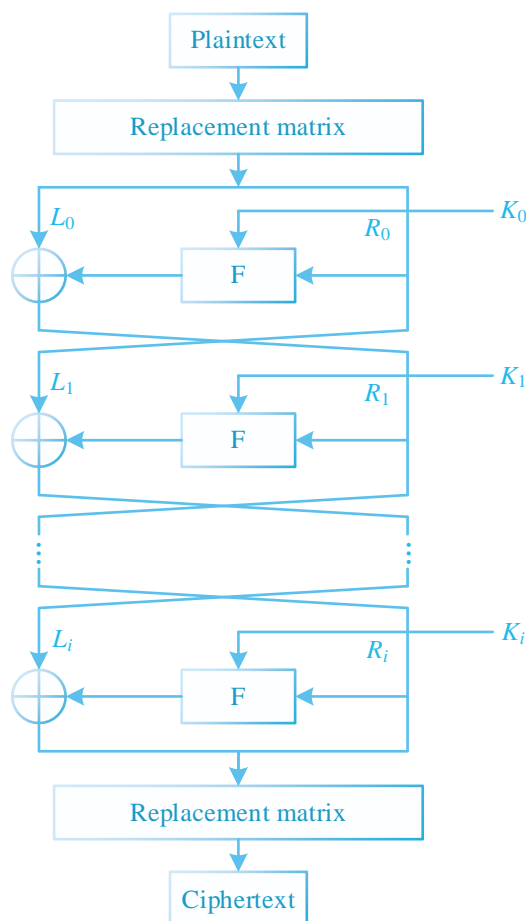 Plaintext
Replacement matrix
L₀
R₀
K₀
F
L₁
R₁
K₁
F
Lᵢ
Rᵢ
Kᵢ
F
Replacement matrix
Ciphertext